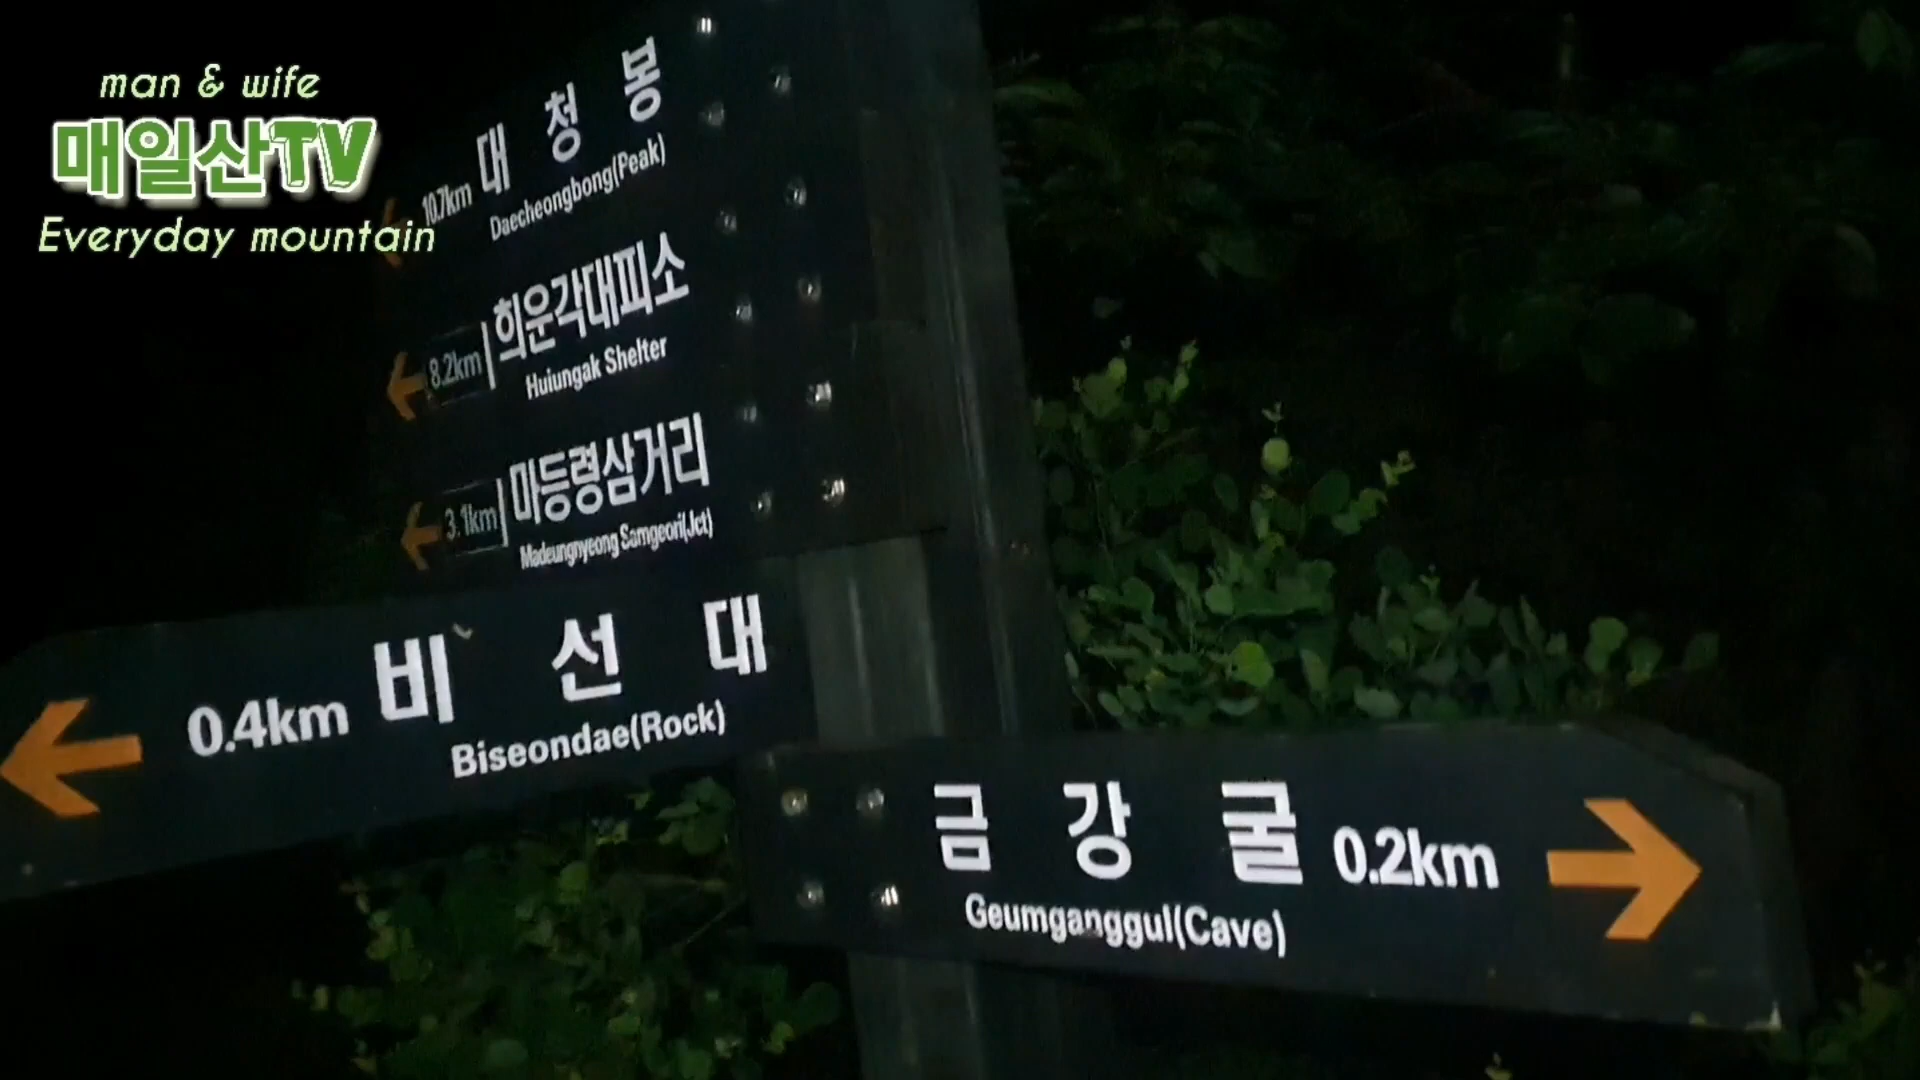 man & wife
매일산TV
Everyday mountain
10.7km 대 청 봉
Daecheongbong(Peak)
8.2km 희운각대피소
Huiungak Shelter
3.1km 마등령삼거리
Madeungnyeong Samgeori(Jct)
0.4km 비 선 대
Biseondae(Rock)
금 강 굴 0.2km
Geumganggul(Cave)